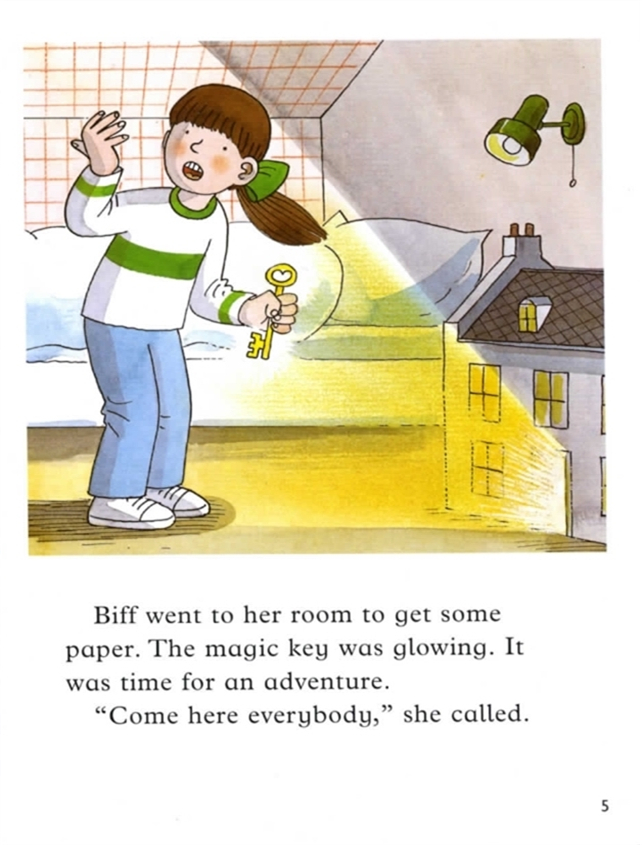 Biff went to her room to get some
paper. The magic key was glowing. It
was time for an adventure.
“Come here everybody,” she called.
5